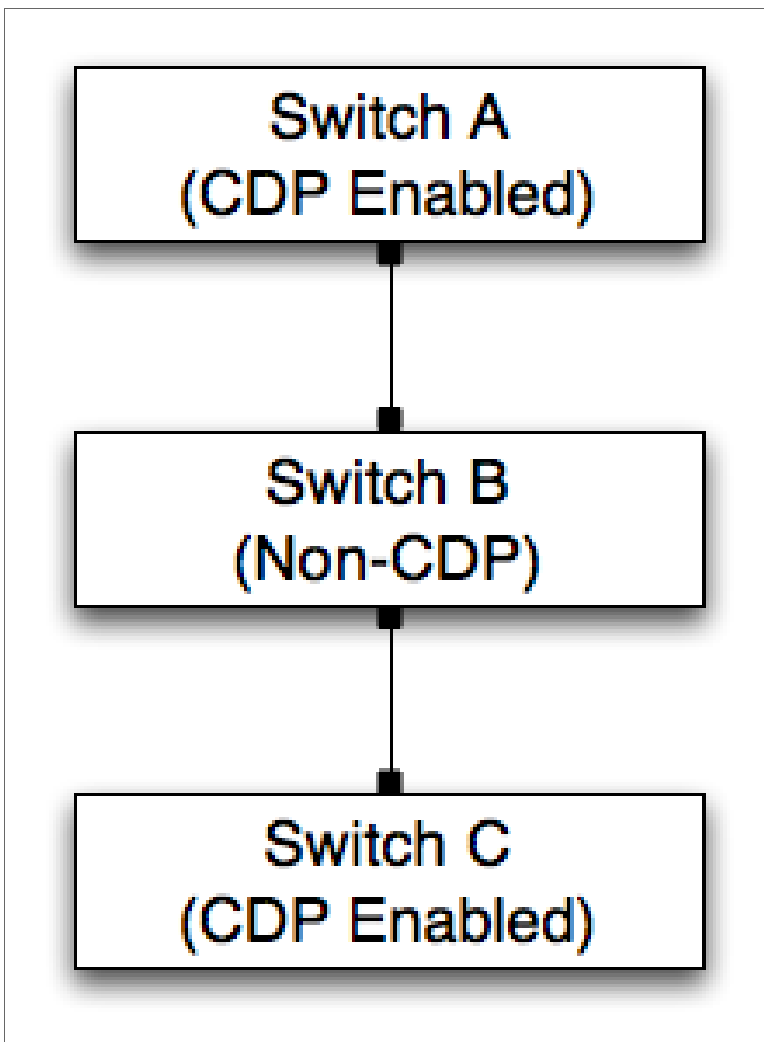 Switch A
(CDP Enabled)
Switch B
(Non-CDP)
Switch C
(CDP Enabled)